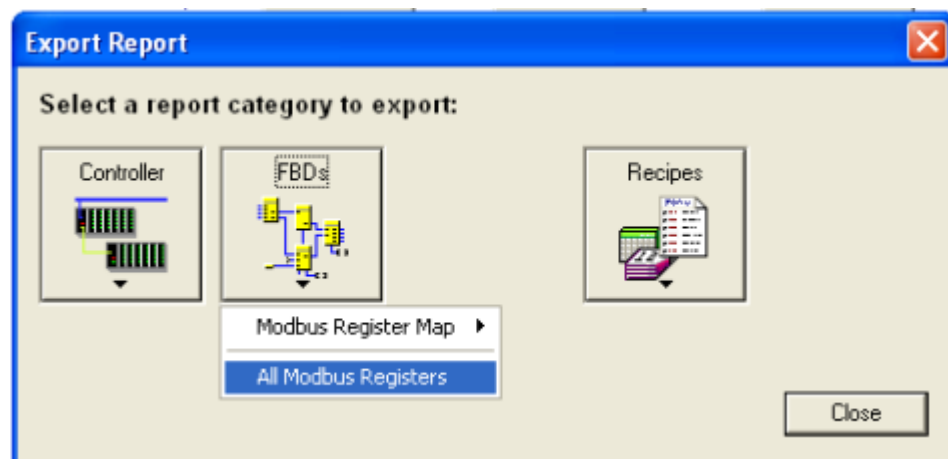 Export Report
Select a report category to export:
Controller
FBDs
Recipes
Modbus Register Map
All Modbus Registers
Close